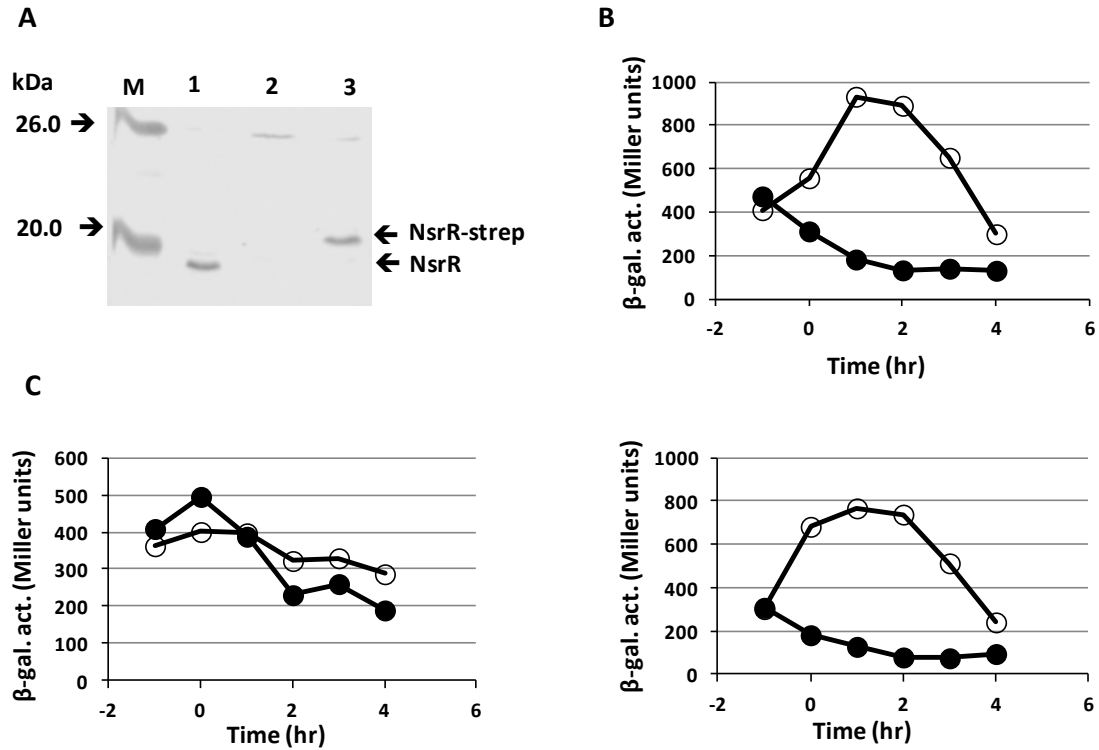 A
kDa
M 1 2 3
26.0 →
20.0 →
← NsrR-strep
← NsrR
B
β-gal. act. (Miller units)
1000
800
600
400
200
0
-2 0 2 4 6
Time (hr)
C
β-gal. act. (Miller units)
600
500
400
300
200
100
0
-2 0 2 4 6
Time (hr)
β-gal. act. (Miller units)
1000
800
600
400
200
0
-2 0 2 4 6
Time (hr)